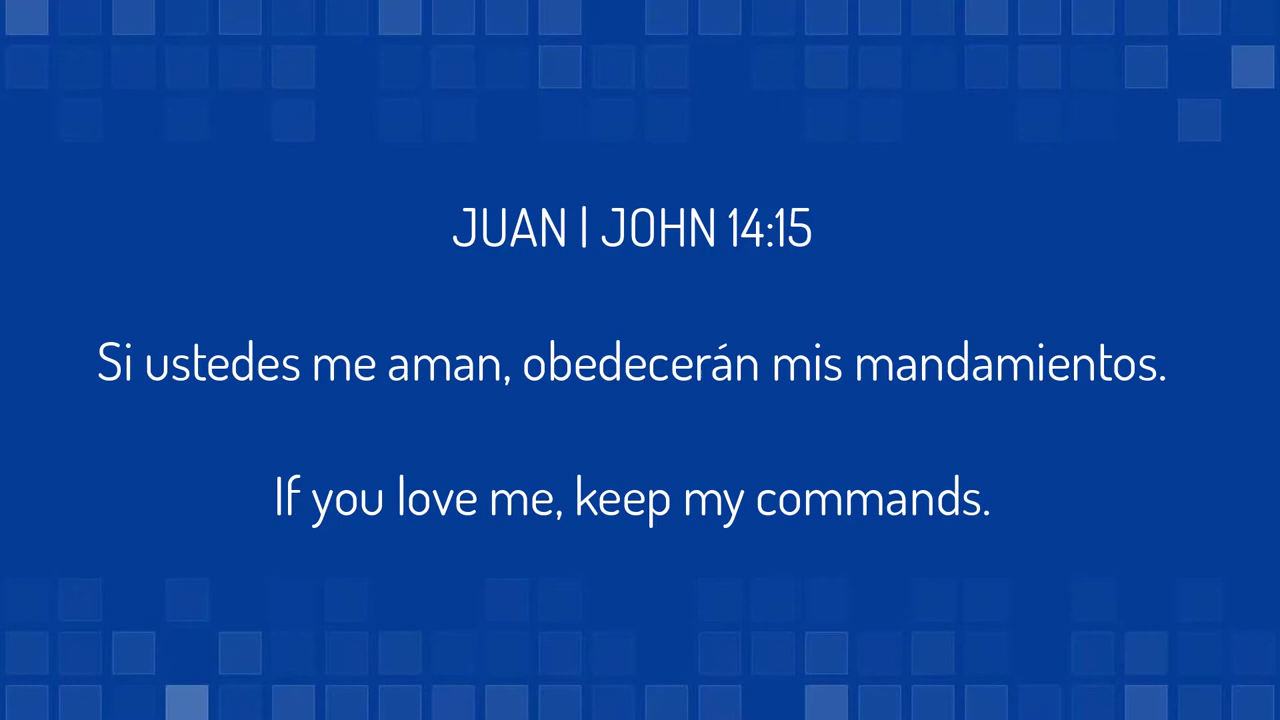 JUAN | JOHN 14:15
Si ustedes me aman, obedecerán mis mandamientos.
If you love me, keep my commands.